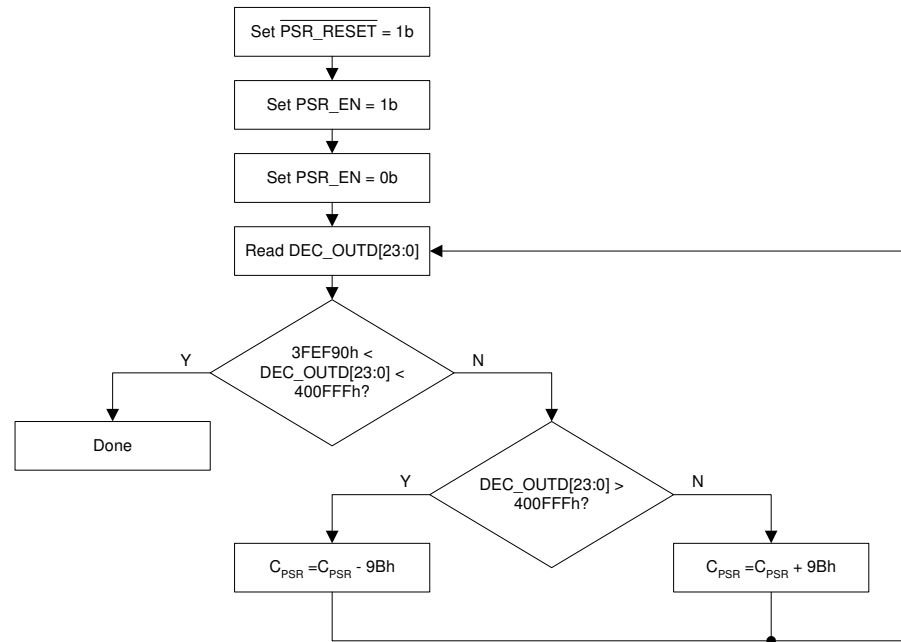 Set PSR_RESET = 1b
Set PSR_EN = 1b
Set PSR_EN = 0b
Read DEC_OUTD[23:0]
3FEF90h <
DEC_OUTD[23:0] <
400FFFh?
Y
N
Done
DEC_OUTD[23:0] >
400FFFh?
Y
N
CPSR =CPSR - 9Bh
CPSR =CPSR + 9Bh